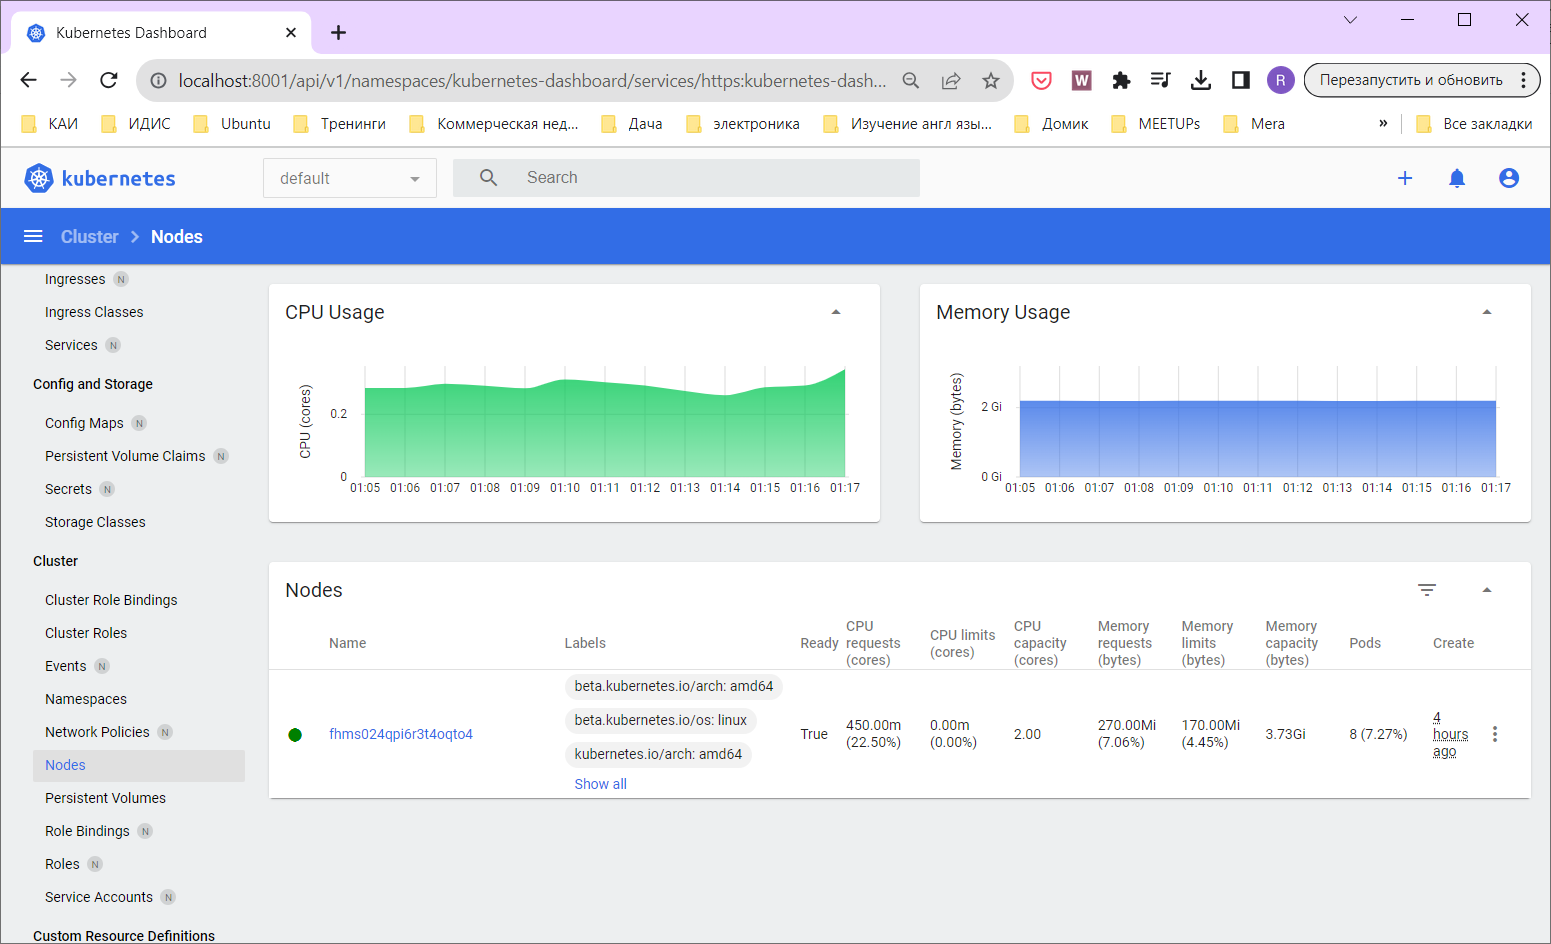 Kubernetes Dashboard
localhost:8001/api/v1/namespaces/kubernetes-dashboard/services/https:kubernetes-dash...
W
R
Перезапустить и обновить
КАИ
ИДИС
Ubuntu
Тренинги
Коммерческая нед...
Дача
электроника
Изучение англ язы...
Домик
MEETUPs
Mera
»
Все закладки
kubernetes
default
Search
Cluster
Nodes
Ingresses N
Ingress Classes
Services N
Config and Storage
Config Maps N
Persistent Volume Claims N
Secrets N
Storage Classes
Cluster
Cluster Role Bindings
Cluster Roles
Events N
Namespaces
Network Policies N
Nodes
Persistent Volumes
Role Bindings N
Roles N
Service Accounts N
Custom Resource Definitions
CPU Usage
CPU (cores)
0.2
0
01:05 01:06 01:07 01:08 01:09 01:10 01:11 01:12 01:13 01:14 01:15 01:16 01:17
Memory Usage
Memory (bytes)
2 Gi
0 Gi
01:05 01:06 01:07 01:08 01:09 01:10 01:11 01:12 01:13 01:14 01:15 01:16 01:17
Nodes
Name
Labels
Ready
CPU
requests
(cores)
CPU limits
(cores)
CPU
capacity
(cores)
Memory
requests
(bytes)
Memory
limits
(bytes)
Memory
capacity
(bytes)
Pods
Create
fhms024qpi6r3t4oqto4
beta.kubernetes.io/arch: amd64
beta.kubernetes.io/os: linux
kubernetes.io/arch: amd64
Show all
True
450.00m
(22.50%)
0.00m
(0.00%)
2.00
270.00Mi
(7.06%)
170.00Mi
(4.45%)
3.73Gi
8 (7.27%)
4
hours
ago